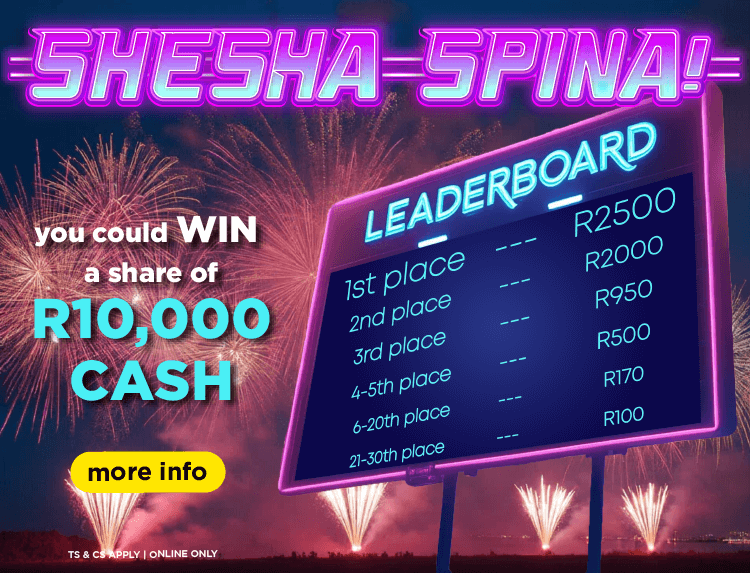 SHESHA SPINA!
you could WIN
a share of
R10,000
CASH
more info
TS & CS APPLY | ONLINE ONLY
LEADERBOARD
1st place --- R2500
2nd place --- R2000
3rd place --- R950
4-5th place --- R500
6-20th place --- R170
21-30th place --- R100